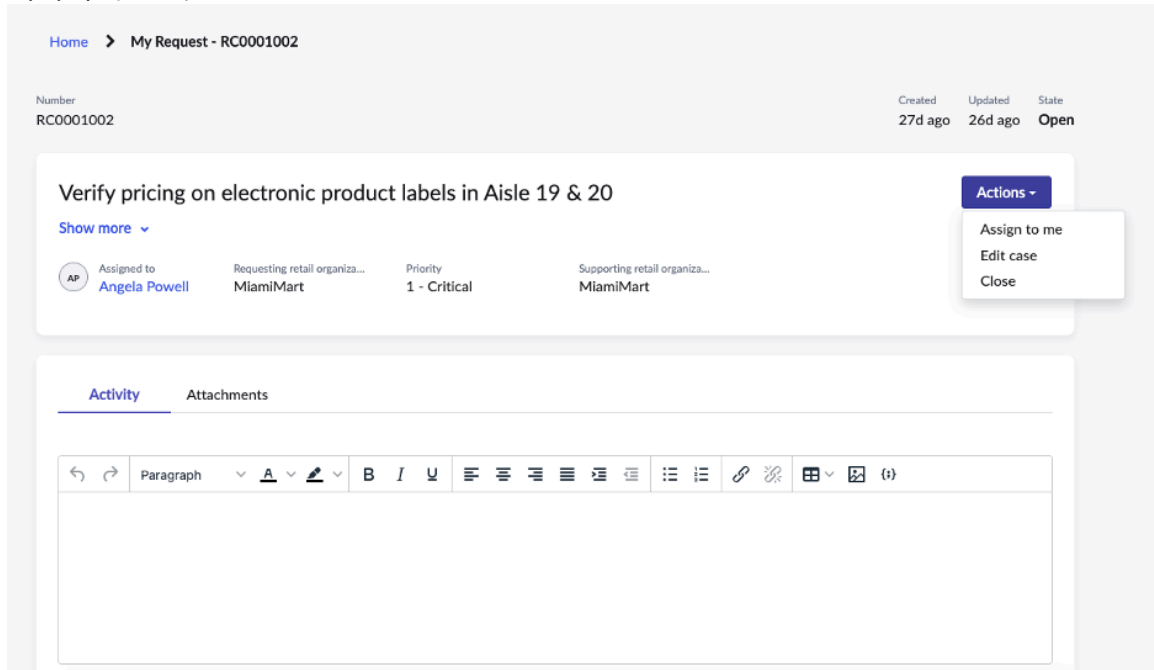 Home > My Request - RC0001002
Number
RC0001002
Created Updated State
27d ago 26d ago Open
Verify pricing on electronic product labels in Aisle 19 & 20
Actions
Show more
Assign to me
Edit case
Close
AP
Assigned to
Angela Powell
Requesting retail organiza...
MiamiMart
Priority
1 - Critical
Supporting retail organiza...
MiamiMart
Activity Attachments
Paragraph A B I U {;}